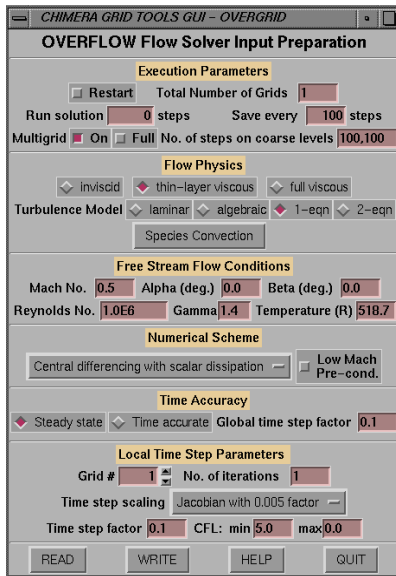 CHIMERA GRID TOOLS GUI - OVERGRID
OVERFLOW Flow Solver Input Preparation
Execution Parameters
Restart Total Number of Grids 1
Run solution 0 steps Save every 100 steps
Multigrid On Full No. of steps on coarse levels 100,100
Flow Physics
inviscid thin-layer viscous full viscous
Turbulence Model laminar algebraic 1-eqn 2-eqn
Species Convection
Free Stream Flow Conditions
Mach No. 0.5 Alpha (deg.) 0.0 Beta (deg.) 0.0
Reynolds No. 1.0E6 Gamma 1.4 Temperature (R) 518.7
Numerical Scheme
Central differencing with scalar dissipation Low Mach
Pre-cond.
Time Accuracy
Steady state Time accurate Global time step factor 0.1
Local Time Step Parameters
Grid # 1 No. of iterations 1
Time step scaling Jacobian with 0.005 factor
Time step factor 0.1 CFL: min 5.0 max 0.0
READ WRITE HELP QUIT